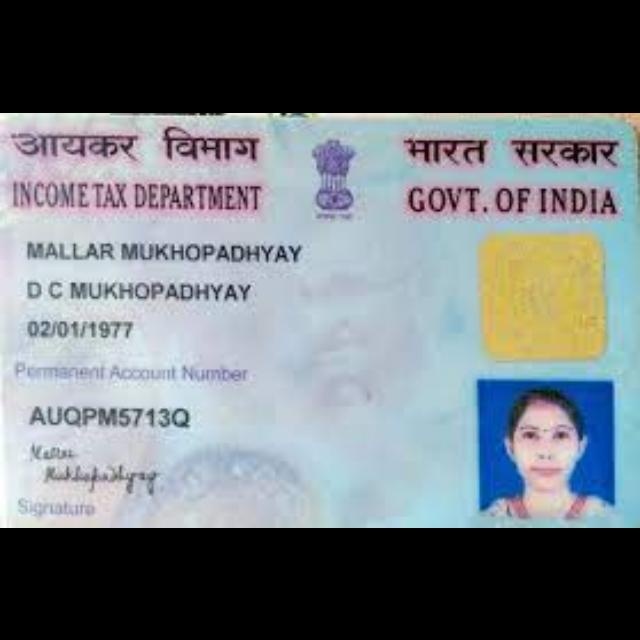 आयकर विभाग
भारत सरकार
INCOME TAX DEPARTMENT
GOVT. OF INDIA
MALLAR MUKHOPADHYAY
D C MUKHOPADHYAY
02/01/1977
Permanent Account Number
AUQPM5713Q
Mallar
Mukhopadhyay
Signature